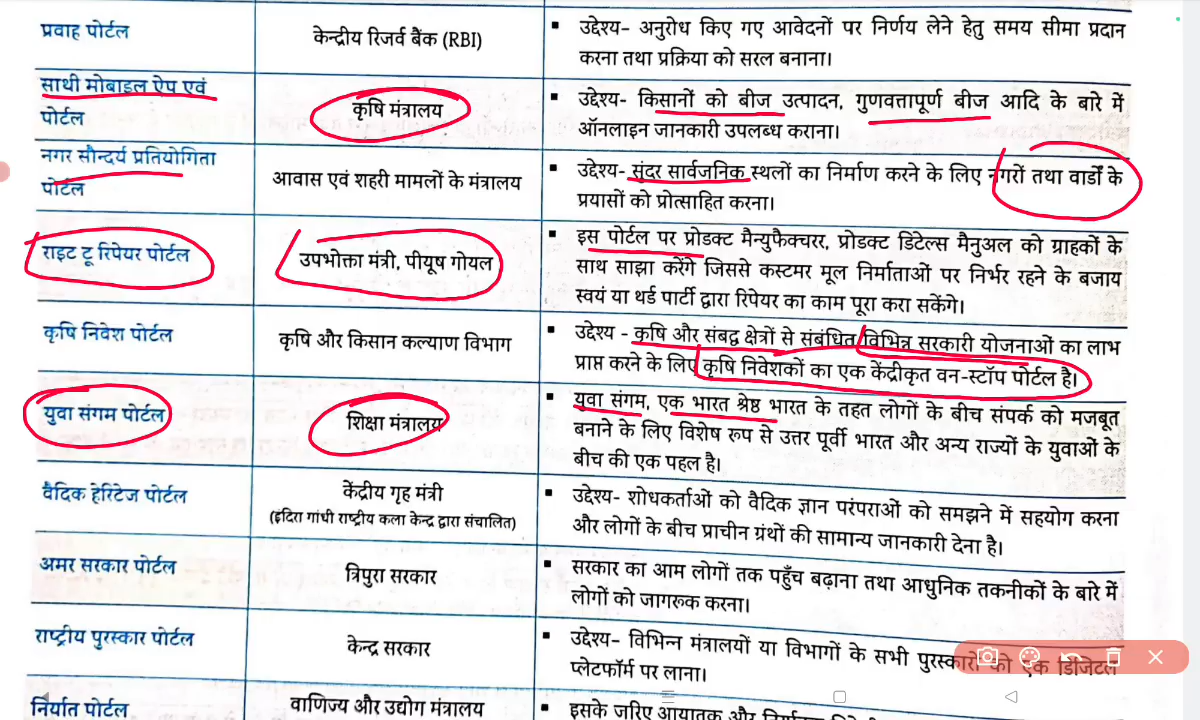 प्रवाह पोर्टल
केन्द्रीय रिजर्व बैंक (RBI)
▪ उद्देश्य– अनुरोध किए गए आवेदनों पर निर्णय लेने हेतु समय सीमा प्रदान
करना तथा प्रक्रिया को सरल बनाना।
साथी मोबाइल ऐप एवं
पोर्टल
कृषि मंत्रालय
▪ उद्देश्य- किसानों को बीज उत्पादन, गुणवत्तापूर्ण बीज आदि के बारे में
ऑनलाइन जानकारी उपलब्ध कराना।
नगर सौन्दर्य प्रतियोगिता
पोर्टल
आवास एवं शहरी मामलों के मंत्रालय
▪ उद्देश्य- सुंदर सार्वजनिक स्थलों का निर्माण करने के लिए नगरों तथा वार्डों के
प्रयासों को प्रोत्साहित करना।
राइट टू रिपेयर पोर्टल
उपभोक्ता मंत्री, पीयूष गोयल
▪ इस पोर्टल पर प्रोडक्ट मैन्युफैक्चरर, प्रोडक्ट डिटेल्स मैनुअल को ग्राहकों के
साथ साझा करेंगे जिससे कस्टमर मूल निर्माताओं पर निर्भर रहने के बजाय
स्वयं या थर्ड पार्टी द्वारा रिपेयर का काम पूरा करा सकेंगे।
कृषि निवेश पोर्टल
कृषि और किसान कल्याण विभाग
▪ उद्देश्य - कृषि और संबद्ध क्षेत्रों से संबंधित विभिन्न सरकारी योजनाओं का लाभ
प्राप्त करने के लिए कृषि निवेशकों का एक केंद्रीकृत वन-स्टॉप पोर्टल है।
युवा संगम पोर्टल
शिक्षा मंत्रालय
▪ युवा संगम, एक भारत श्रेष्ठ भारत के तहत लोगों के बीच संपर्क को मजबूत
बनाने के लिए विशेष रुप से उत्तर पूर्वी भारत और अन्य राज्यों के युवाओं के
बीच की एक पहल है।
वैदिक हेरिटेज पोर्टल
केंद्रीय गृह मंत्री
(इंदिरा गांधी राष्ट्रीय कला केन्द्र द्वारा संचालित)
▪ उद्देश्य- शोधकर्ताओं को वैदिक ज्ञान परंपराओं को समझने में सहयोग करना
और लोगों के बीच प्राचीन ग्रंथों की सामान्य जानकारी देना है।
अमर सरकार पोर्टल
त्रिपुरा सरकार
▪ सरकार का आम लोगों तक पहुँच बढ़ाना तथा आधुनिक तकनीकों के बारे में
लोगों को जागरुक करना।
राष्ट्रीय पुरस्कार पोर्टल
केन्द्र सरकार
▪ उद्देश्य– विभिन्न मंत्रालयों या विभागों के सभी पुरस्कारों को एक डिजिटल
प्लेटफॉर्म पर लाना।
निर्यात पोर्टल
वाणिज्य और उद्योग मंत्रालय
▪ इसके जरिए आयातक और